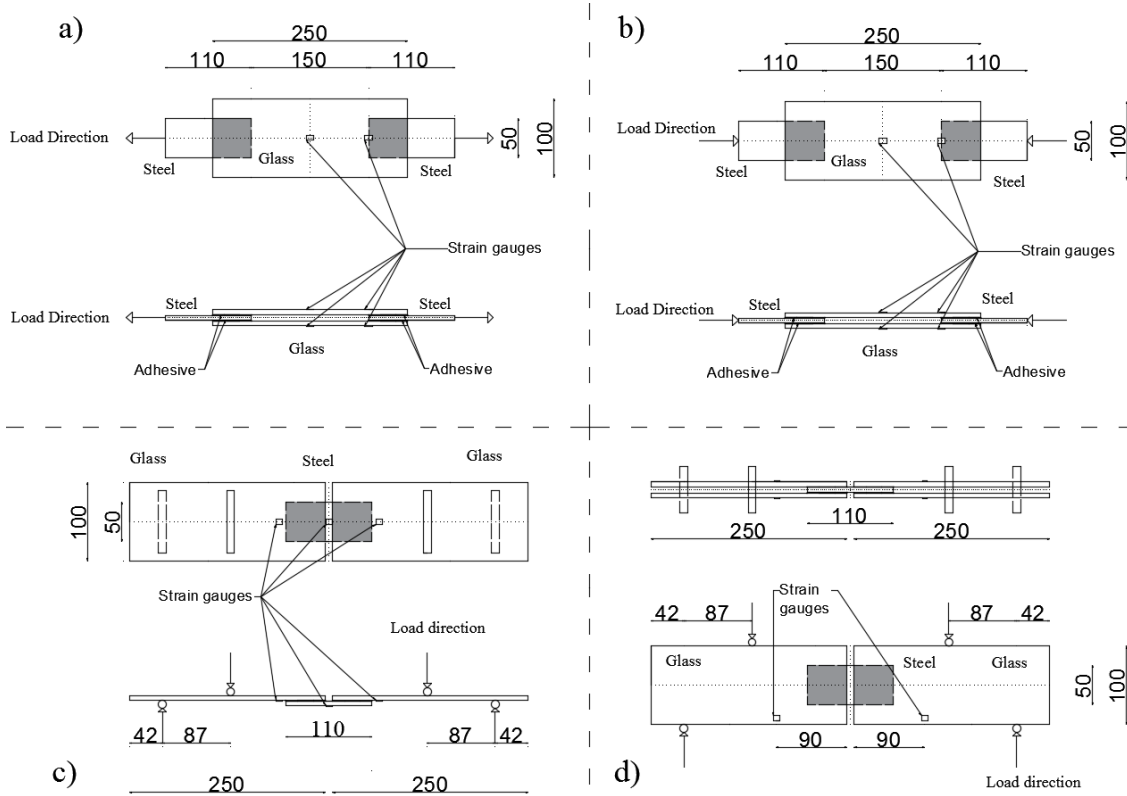 a)
250
110 150 110
Load Direction
Steel
Glass
Steel
50
100
Strain gauges
Load Direction
Steel
Steel
Glass
Adhesive
Adhesive
b)
250
110 150 110
Load Direction
Steel
Glass
Steel
50
100
Strain gauges
Load Direction
Steel
Steel
Glass
Adhesive
Adhesive
Glass
Steel
Glass
100
50
Strain gauges
Load direction
42 87
110
87 42
c)
250
250
110
250
250
Strain
gauges
42 87
87 42
Glass
Steel
Glass
50
100
90
90
d)
Load direction